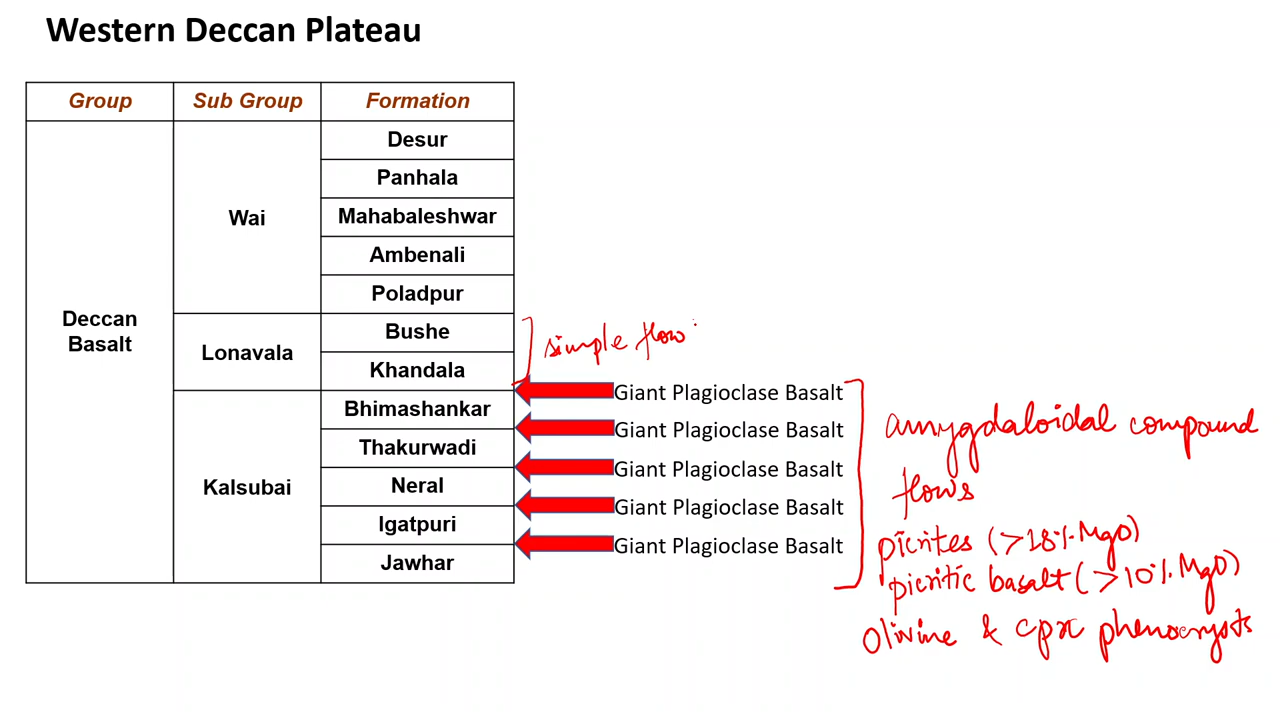 Western Deccan Plateau
Group Sub Group Formation
Desur
Panhala
Wai Mahabaleshwar
Ambenali
Poladpur
Deccan Basalt
Bushe simple flow
Lonavala
Khandala
Giant Plagioclase Basalt
Bhimashankar
Giant Plagioclase Basalt
amygdaloidal compound
Thakurwadi
Giant Plagioclase Basalt
Kalsubai Neral
flows
Giant Plagioclase Basalt
Igatpuri
Giant Plagioclase Basalt
picrites (>18%.MgO)
Jawhar
picritic basalt (>10%.MgO)
Olivine & cpx phenocrysts